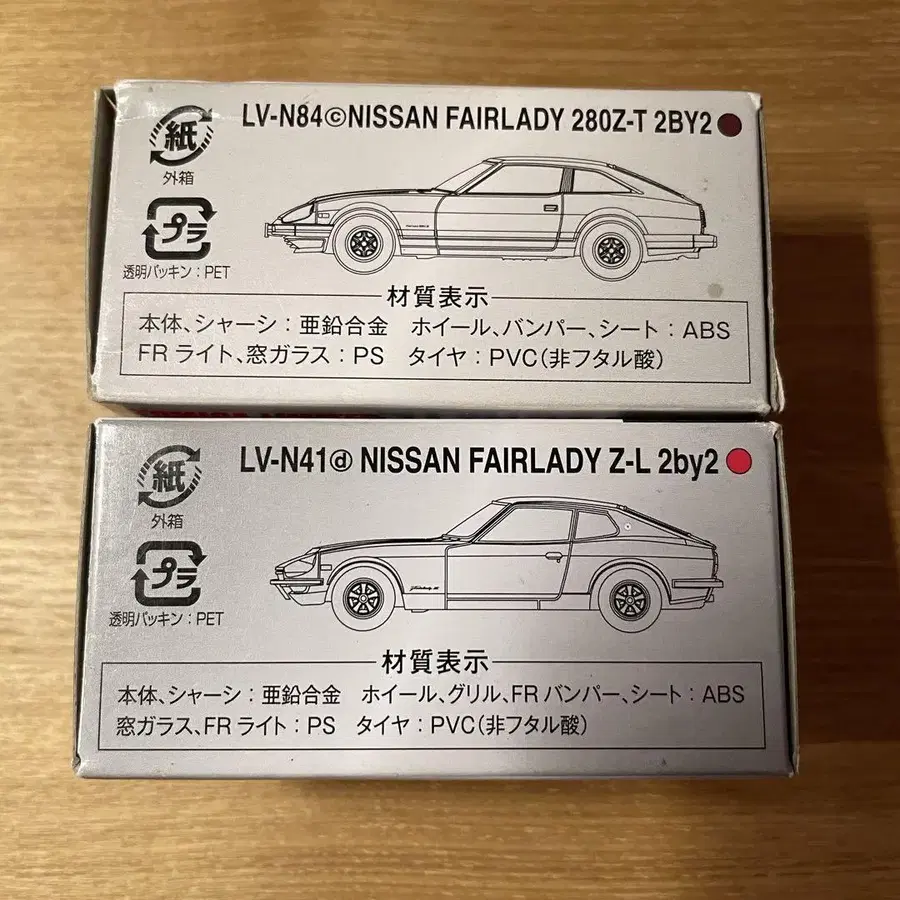 LV-N84ⓒNISSAN FAIRLADY 280Z-T 2BY2
紙
外箱
プラ
透明パッキン：PET
材質表示
本体、シャーシ：亜鉛合金　ホイール、バンパー、シート：ABS
FR ライト、窓ガラス：PS　タイヤ：PVC（非フタル酸）
LV-N41ⓓ NISSAN FAIRLADY Z-L 2by2
紙
外箱
プラ
透明パッキン：PET
材質表示
本体、シャーシ：亜鉛合金　ホイール、グリル、FR バンパー、シート：ABS
窓ガラス、FR ライト：PS　タイヤ：PVC（非フタル酸）